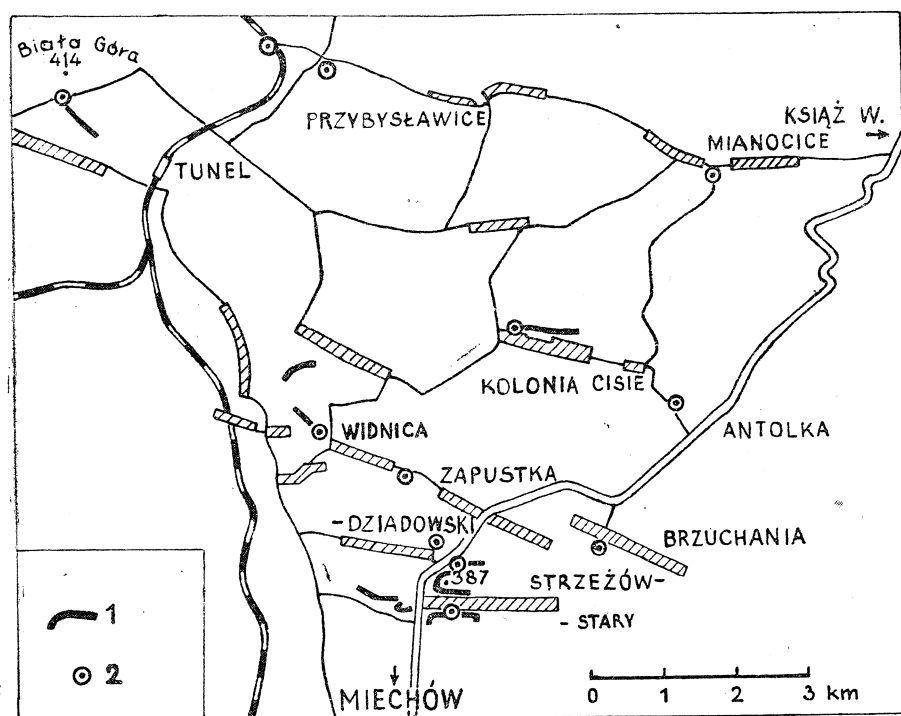 Biała Góra
414
PRZYBYSŁAWICE
KSIĄŻ W.
MIANOCICE
TUNEL
KOLONIA CISIE
WIDNICA
ANTOLKA
ZAPUSTKA
-DZIADOWSKI
BRZUCHANIA
.387
STRZEŻÓW-
- STARY
1
2
MIECHÓW
0 1 2 3 km